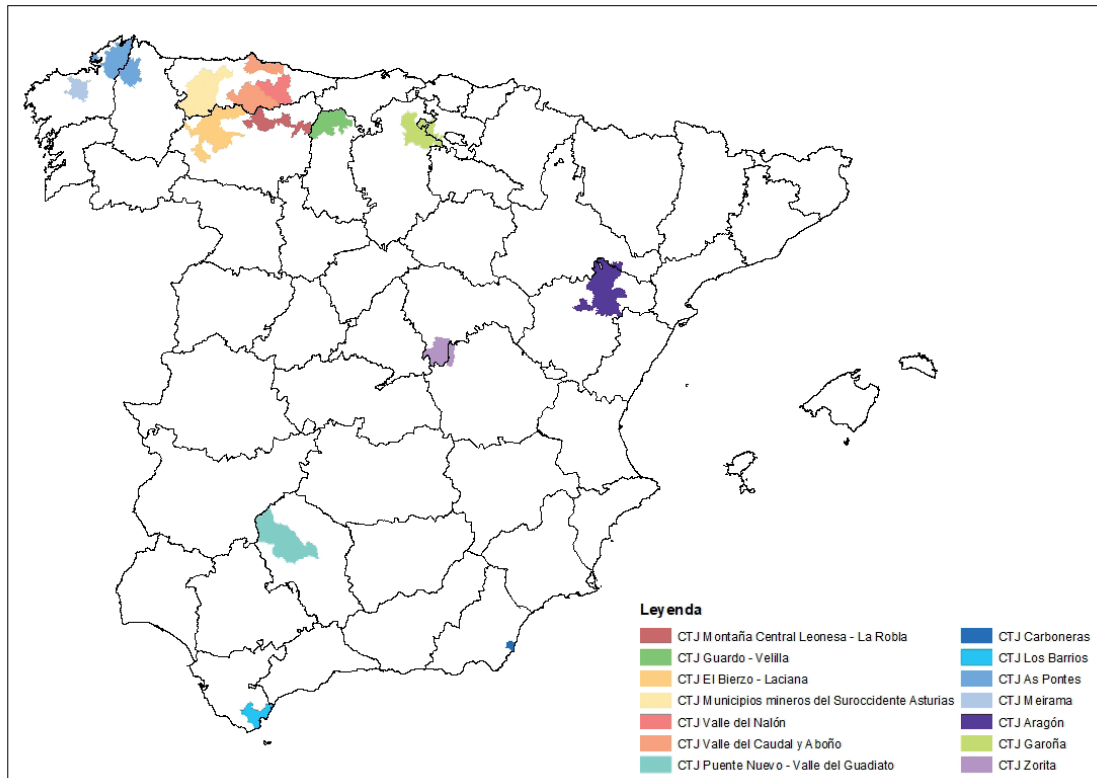 Leyenda
CTJ Montaña Central Leonesa - La Robla
CTJ Guardo - Velilla
CTJ El Bierzo - Laciana
CTJ Municipios mineros del Suroccidente Asturias
CTJ Valle del Nalón
CTJ Valle del Caudal y Aboño
CTJ Puente Nuevo - Valle del Guadiato
CTJ Carboneras
CTJ Los Barrios
CTJ As Pontes
CTJ Meirama
CTJ Aragón
CTJ Garoña
CTJ Zorita